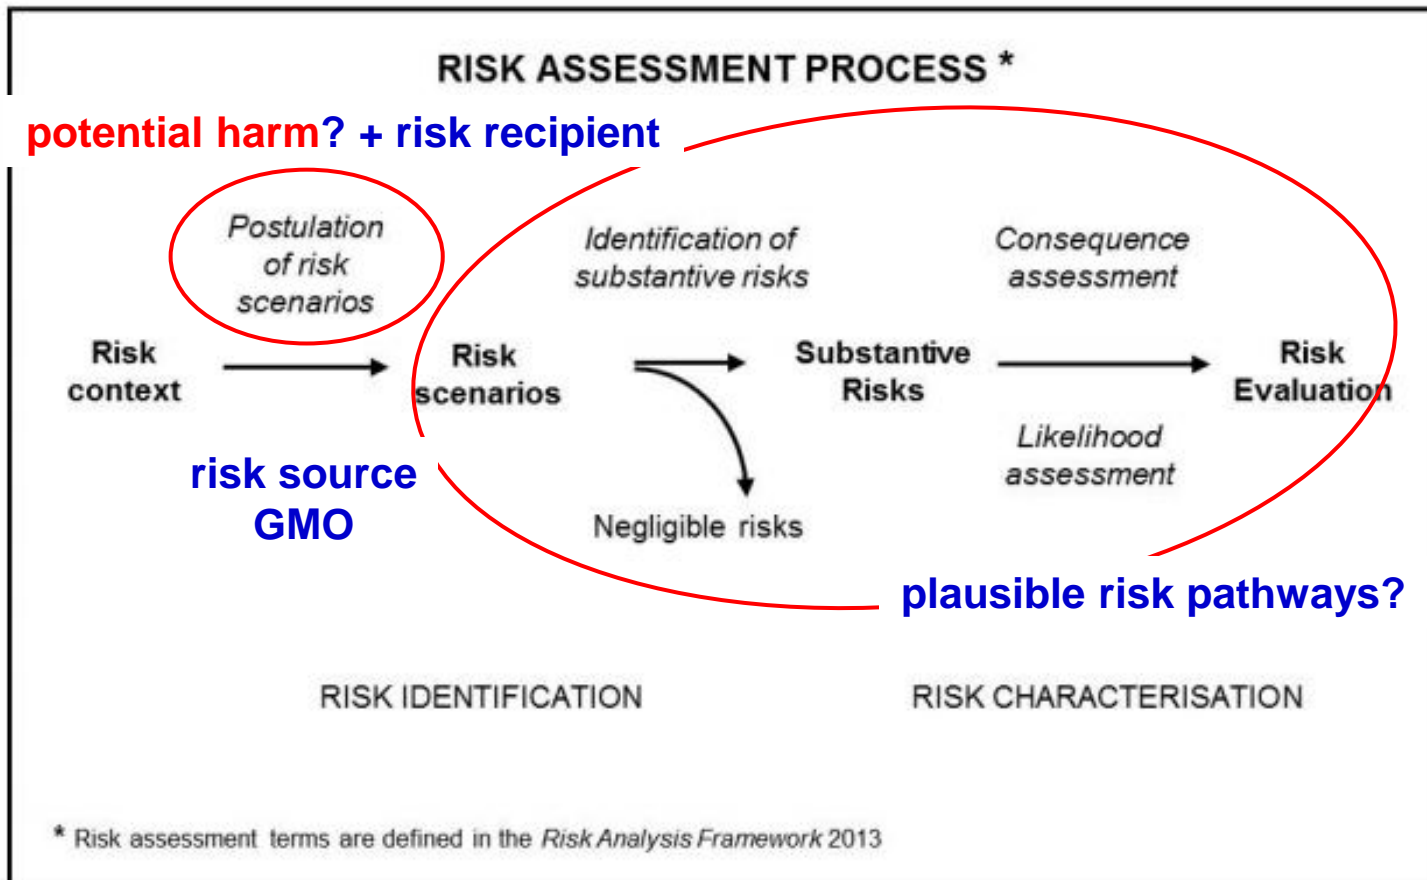 RISK ASSESSMENT PROCESS *
potential harm? + risk recipient
Postulation
of risk
scenarios
Identification of
substantive risks
Consequence
assessment
Risk
context
Risk
scenarios
Substantive
Risks
Risk
Evaluation
Likelihood
assessment
risk source
GMO
Negligible risks
plausible risk pathways?
RISK IDENTIFICATION
RISK CHARACTERISATION
* Risk assessment terms are defined in the Risk Analysis Framework 2013